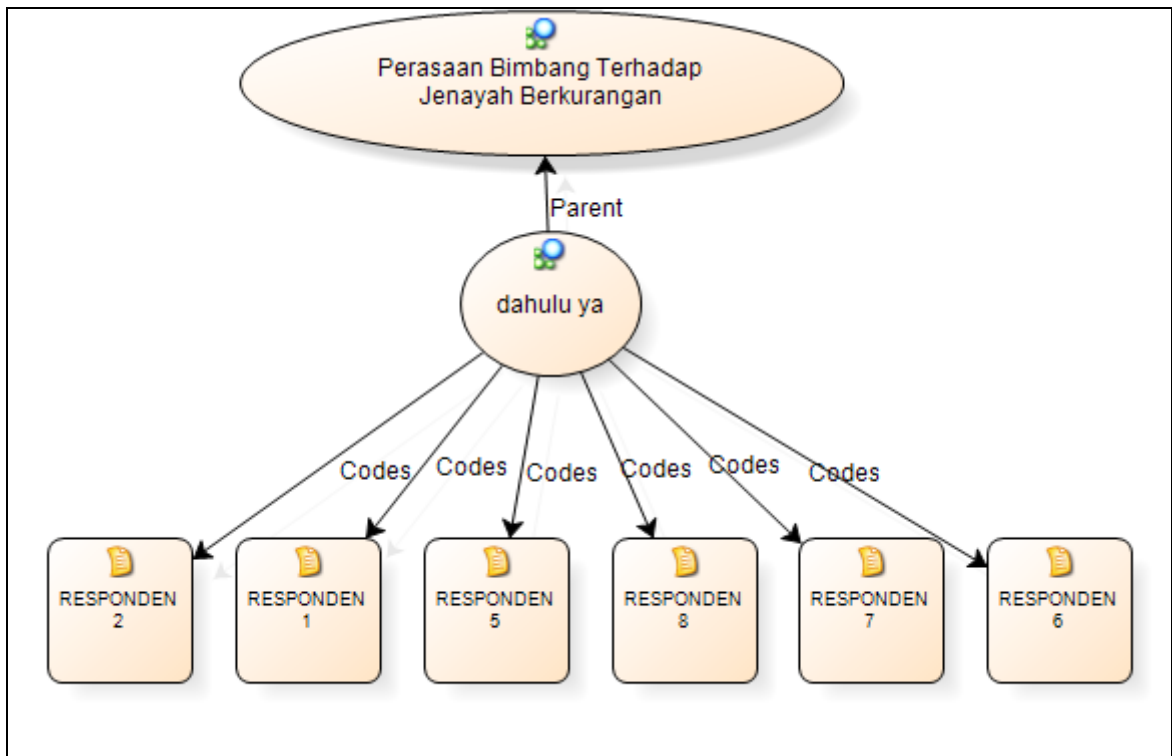 Perasaan Bimbang Terhadap
Jenayah Berkurangan
Parent
dahulu ya
Codes
Codes
Codes
Codes
Codes
Codes
RESPONDEN
2
RESPONDEN
1
RESPONDEN
5
RESPONDEN
8
RESPONDEN
7
RESPONDEN
6